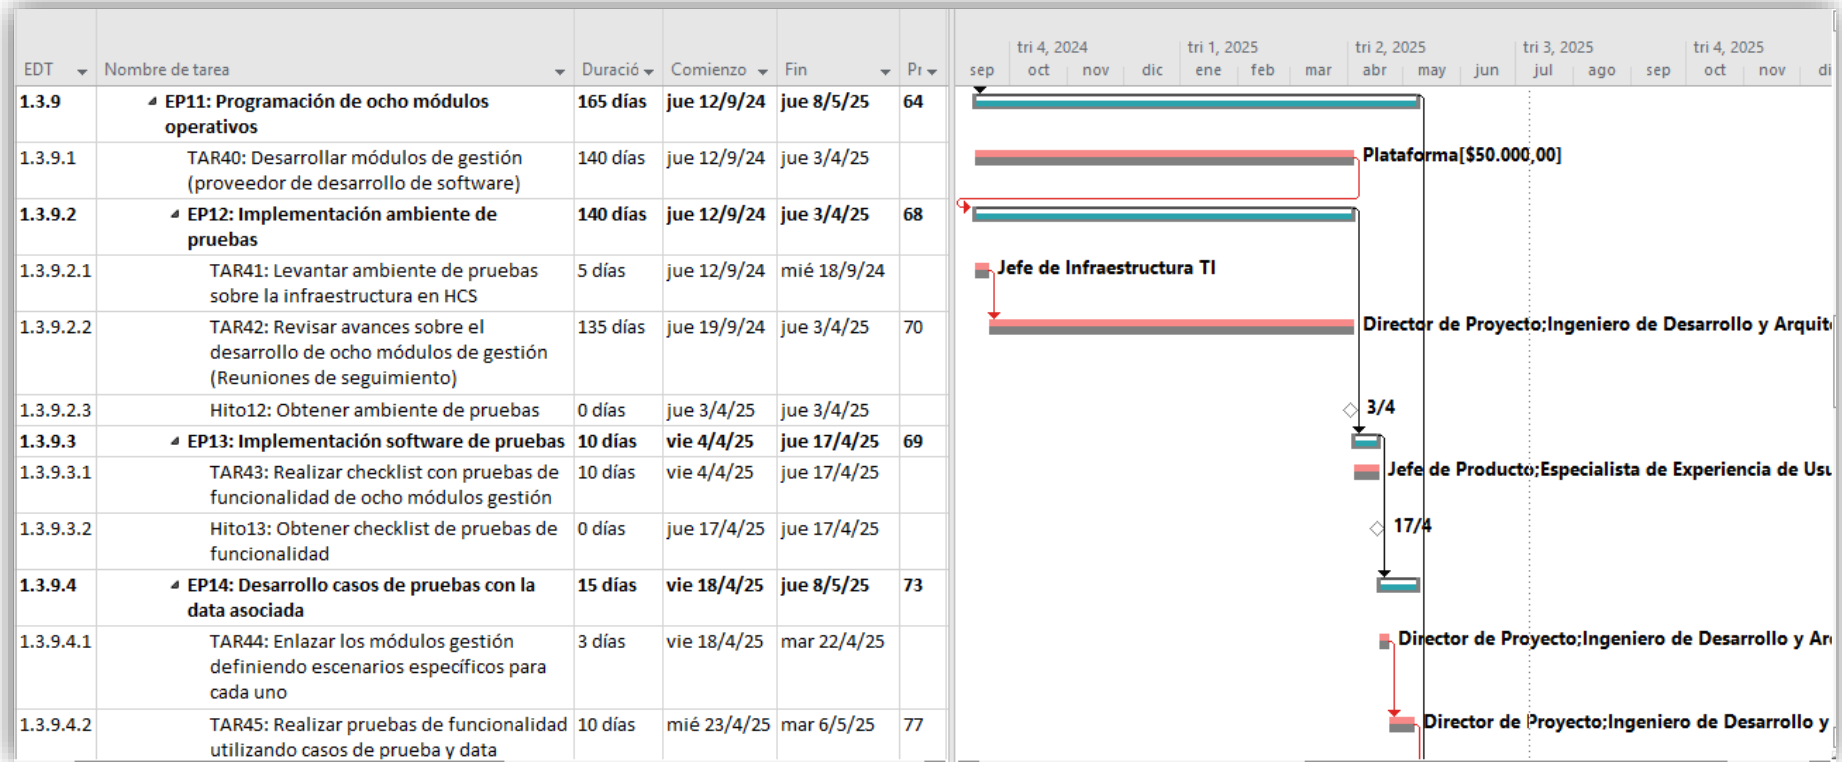 tri 4, 2024 tri 1, 2025 tri 2, 2025 tri 3, 2025 tri 4, 2025
EDT Nombre de tarea Duració Comienzo Fin Pr sep oct nov dic ene feb mar abr may jun jul ago sep oct nov di
1.3.9 EP11: Programación de ocho módulos 165 días jue 12/9/24 jue 8/5/25 64
operativos
1.3.9.1 TAR40: Desarrollar módulos de gestión 140 días jue 12/9/24 jue 3/4/25 Plataforma[$50.000,00]
(proveedor de desarrollo de software)
1.3.9.2 EP12: Implementación ambiente de 140 días jue 12/9/24 jue 3/4/25 68
pruebas
1.3.9.2.1 TAR41: Levantar ambiente de pruebas 5 días jue 12/9/24 mié 18/9/24 Jefe de Infraestructura TI
sobre la infraestructura en HCS
1.3.9.2.2 TAR42: Revisar avances sobre el 135 días jue 19/9/24 jue 3/4/25 70 Director de Proyecto;Ingeniero de Desarrollo y Arquit
desarrollo de ocho módulos de gestión
(Reuniones de seguimiento)
1.3.9.2.3 Hito12: Obtener ambiente de pruebas 0 días jue 3/4/25 jue 3/4/25 3/4
1.3.9.3 EP13: Implementación software de pruebas 10 días vie 4/4/25 jue 17/4/25 69
1.3.9.3.1 TAR43: Realizar checklist con pruebas de 10 días vie 4/4/25 jue 17/4/25 Jefe de Producto;Especialista de Experiencia de Usu
funcionalidad de ocho módulos gestión
1.3.9.3.2 Hito13: Obtener checklist de pruebas de 0 días jue 17/4/25 jue 17/4/25 17/4
funcionalidad
1.3.9.4 EP14: Desarrollo casos de pruebas con la 15 días vie 18/4/25 jue 8/5/25 73
data asociada
1.3.9.4.1 TAR44: Enlazar los módulos gestión 3 días vie 18/4/25 mar 22/4/25 Director de Proyecto;Ingeniero de Desarrollo y Ar
definiendo escenarios específicos para
cada uno
1.3.9.4.2 TAR45: Realizar pruebas de funcionalidad 10 días mié 23/4/25 mar 6/5/25 77 Director de Proyecto;Ingeniero de Desarrollo y
utilizando casos de prueba y data